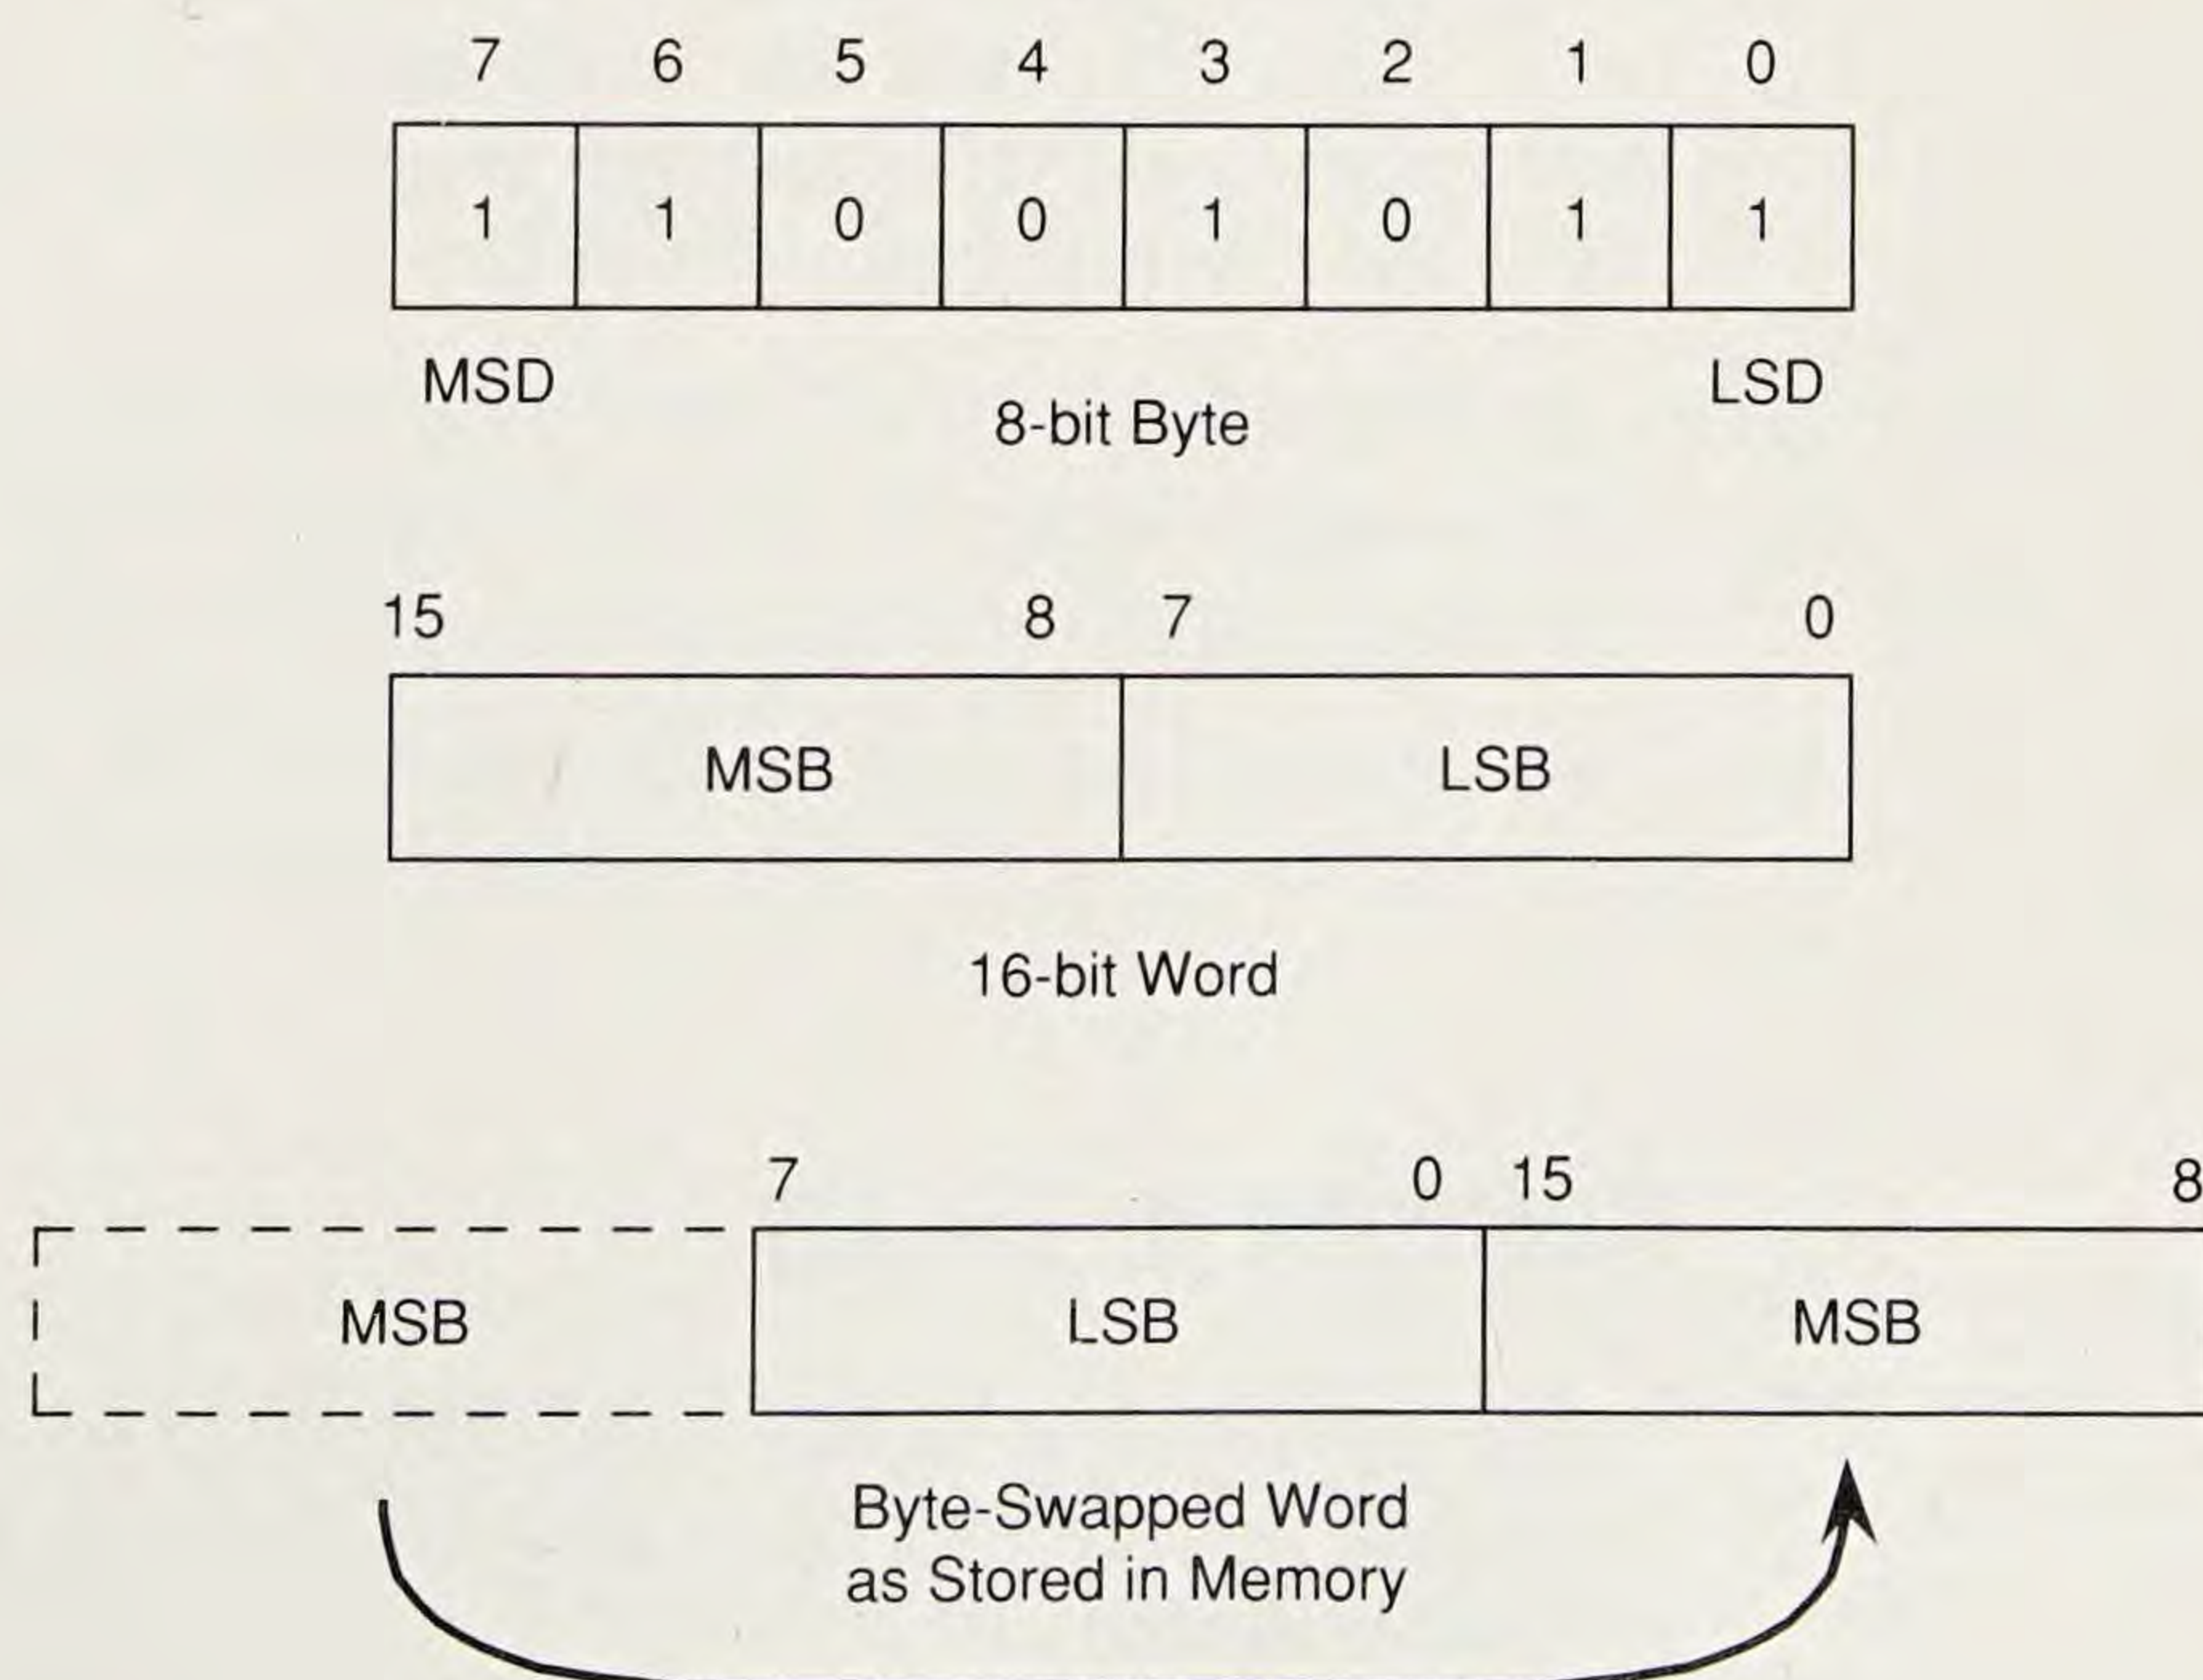 7 6 5 4 3 2 1 0
1 1 0 0 1 0 1 1
MSD LSD
8-bit Byte
15 8 7 0
MSB LSB
16-bit Word
7 0 15 8
MSB LSB MSB
Byte-Swapped Word
as Stored in Memory